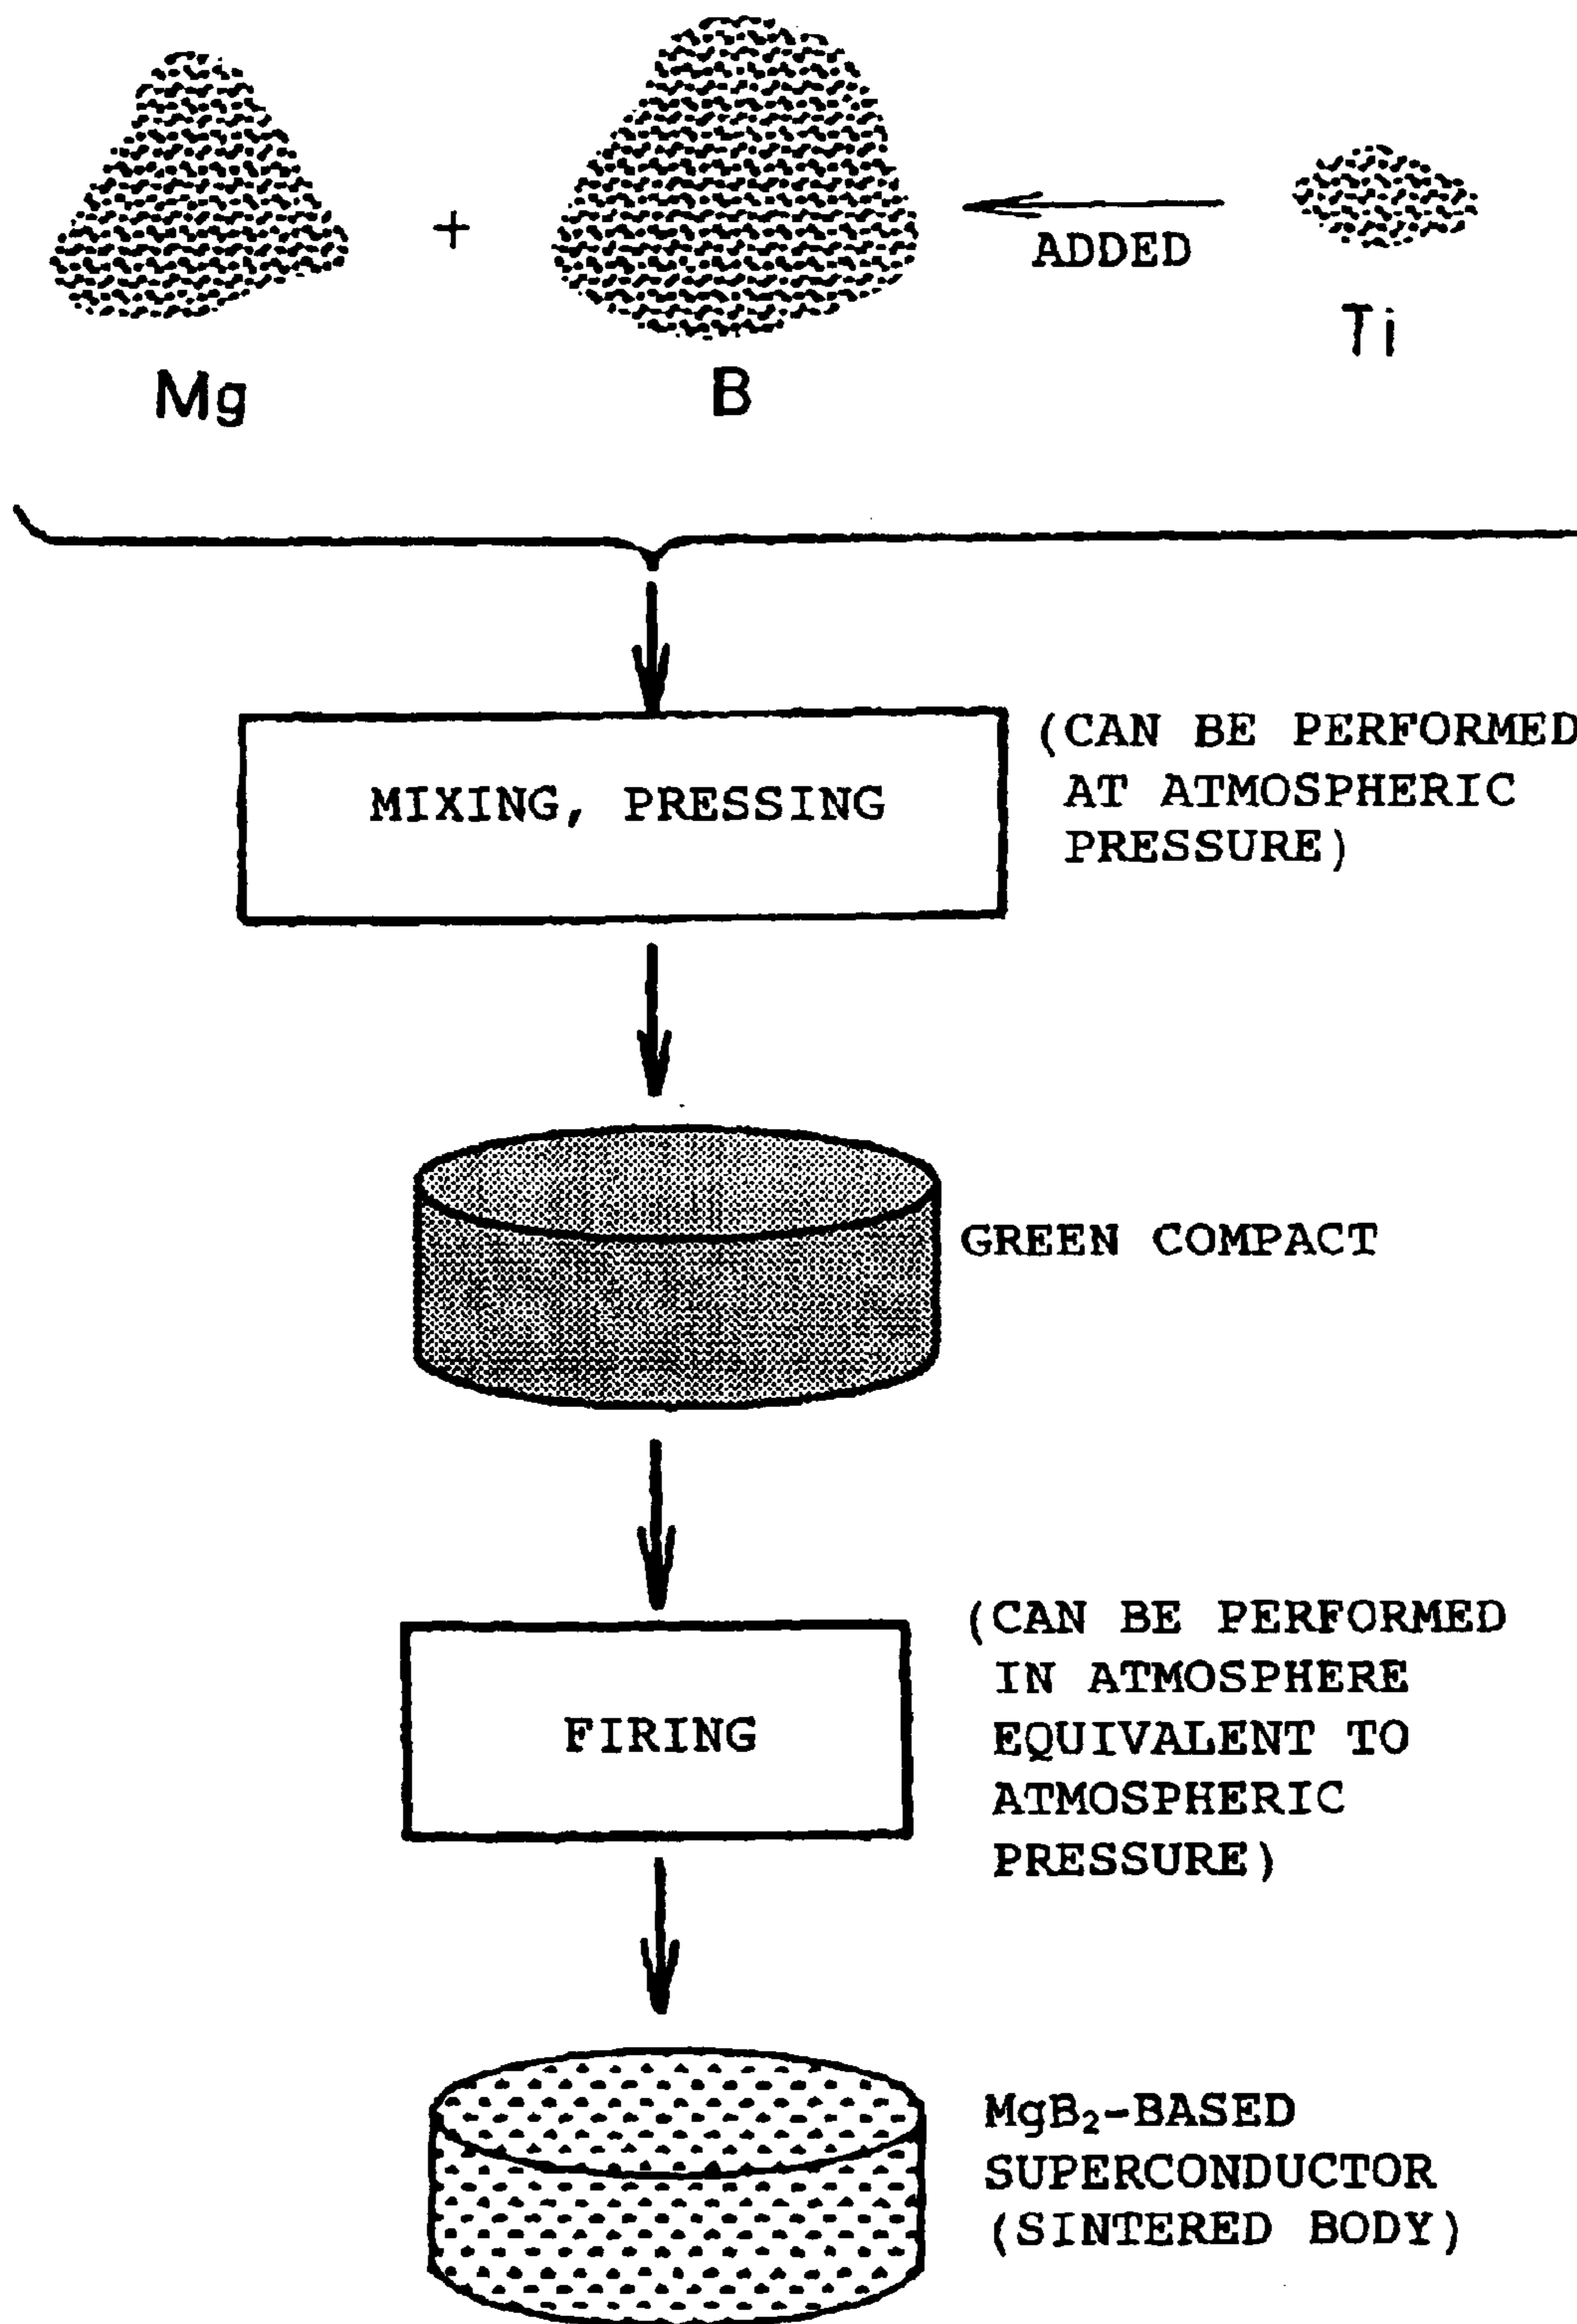 +
ADDED
Mg
B
Ti
MIXING, PRESSING
(CAN BE PERFORMED
AT ATMOSPHERIC
PRESSURE)
GREEN COMPACT
FIRING
(CAN BE PERFORMED
IN ATMOSPHERE
EQUIVALENT TO
ATMOSPHERIC
PRESSURE)
MgB₂-BASED
SUPERCONDUCTOR
(SINTERED BODY)